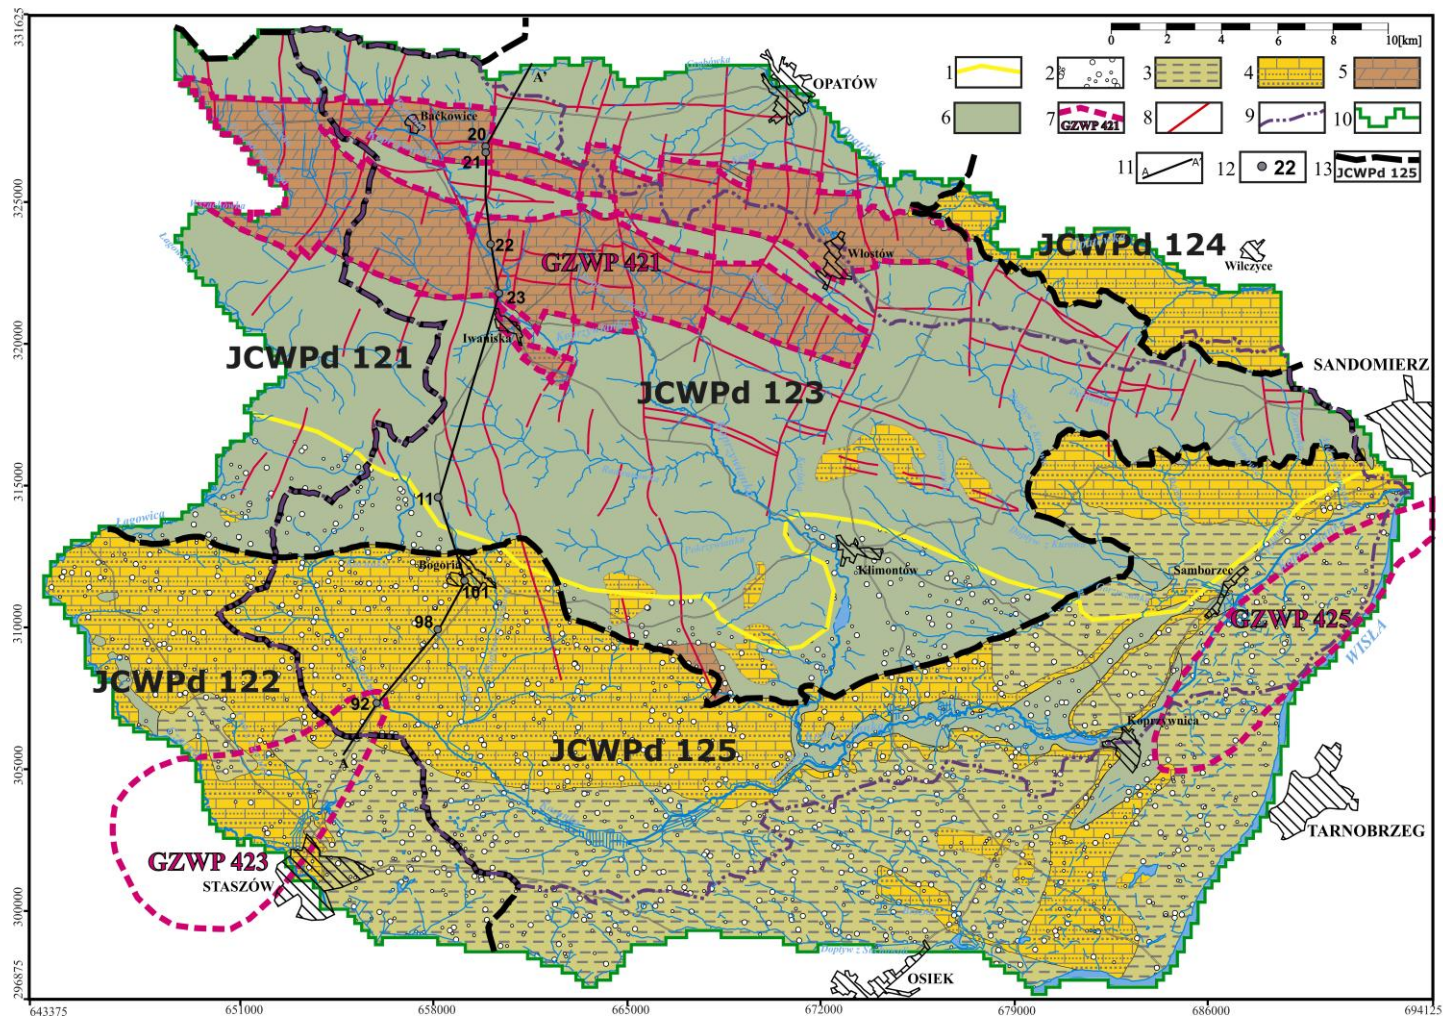 331625
325000
320000
315000
310000
305000
300000
296875
643375
651000
658000
665000
672000
679000
686000
694125
0 2 4 6 8 10[km]
1
2
3
4
5
6
7 GZWP 421
8
9
10
11 A A'
12 22
13 JCWPd 125
A'
OPATÓW
Opatówka
Baćkowice
20
21
22
23
GZWP 421
Włostów
JCWPd 124
Wilczyce
Iwaniska
JCWPd 121
JCWPd 123
SANDOMIERZ
11
Łagowica
Bogoria
101
Pokrzywianka
Klimontów
Samborzec
98
GZWP 425
WISŁA
JCWPd 122
92
Koprzywnica
A
JCWPd 125
TARNOBRZEG
GZWP 423
STASZÓW
OSIEK